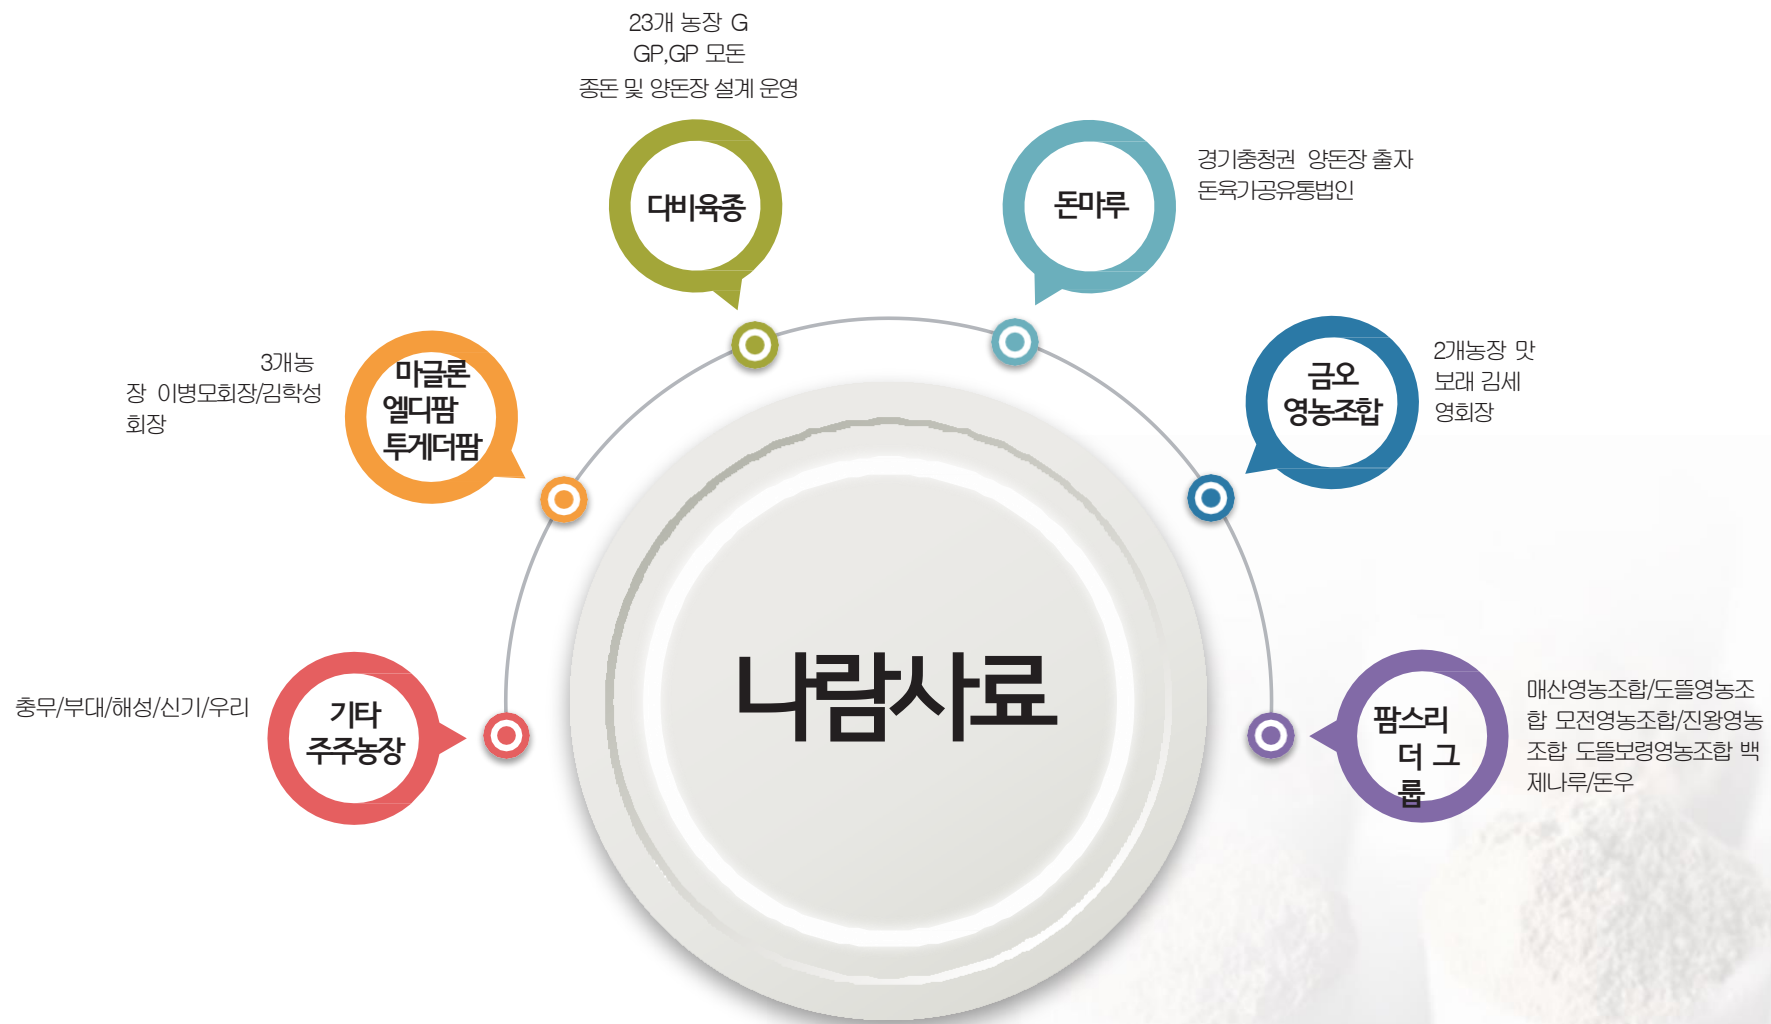 23개 농장 G
GP,GP 모돈
종돈 및 양돈장 설계 운영
다비육종
돈마루
경기충청권 양돈장 출자
돈육가공유통법인
3개농
장 이병모회장/김학성
회장
마글론
엘디팜
투게더팜
금오
영농조합
2개농장 맛
보래 김세
영회장
나람사료
충무/부대/해성/신기/우리
기타
주주농장
팜스리
더 그
룹
매산영농조합/도뜰영농조
합 모전영농조합/진왕영농
조합 도뜰보령영농조합 백
제나루/돈우